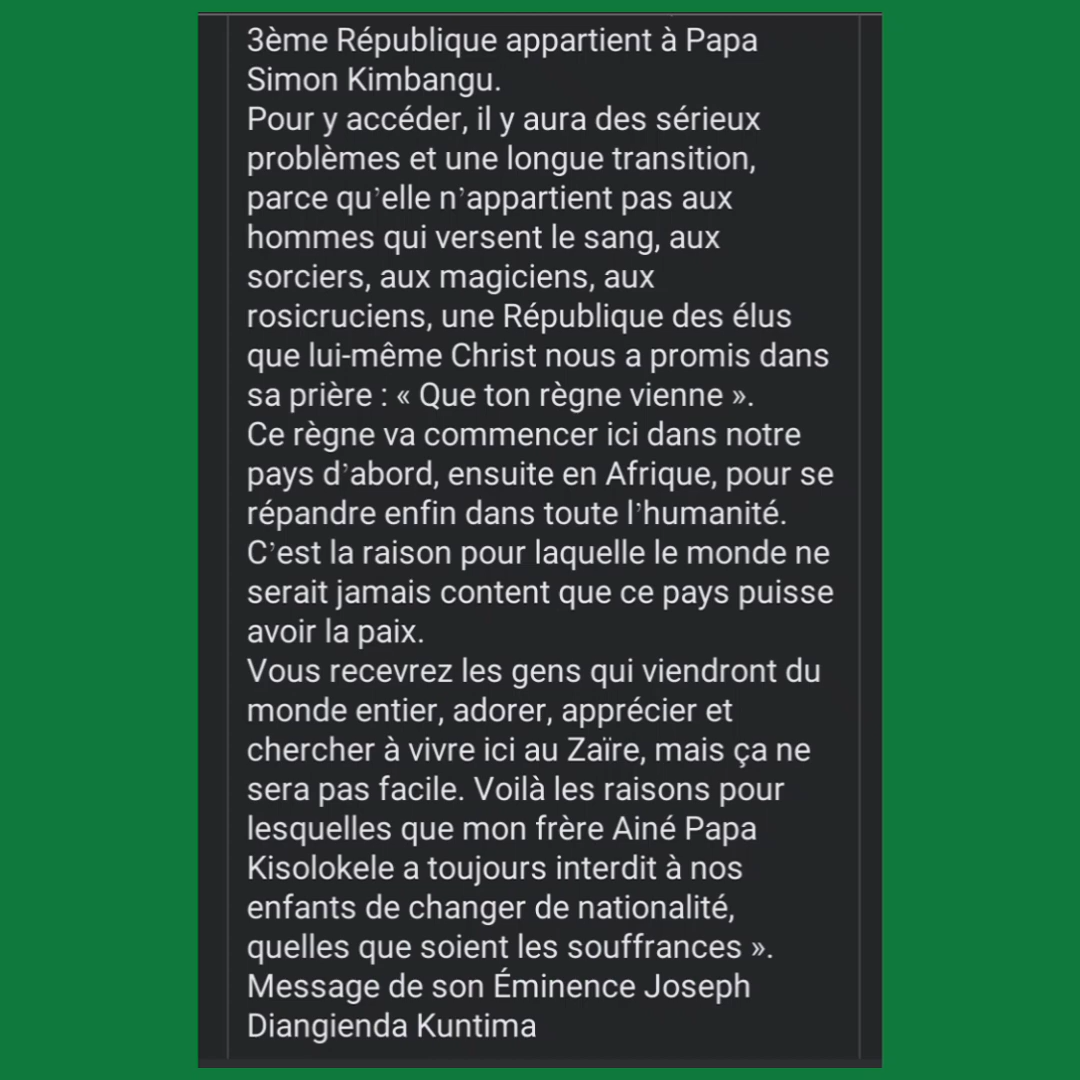 3ème République appartient à Papa
Simon Kimbangu.
Pour y accéder, il y aura des sérieux
problèmes et une longue transition,
parce qu’elle n’appartient pas aux
hommes qui versent le sang, aux
sorciers, aux magiciens, aux
rosicruciens, une République des élus
que lui-même Christ nous a promis dans
sa prière : « Que ton règne vienne ».
Ce règne va commencer ici dans notre
pays d’abord, ensuite en Afrique, pour se
répandre enfin dans toute l’humanité.
C’est la raison pour laquelle le monde ne
serait jamais content que ce pays puisse
avoir la paix.
Vous recevrez les gens qui viendront du
monde entier, adorer, apprécier et
chercher à vivre ici au Zaïre, mais ça ne
sera pas facile. Voilà les raisons pour
lesquelles que mon frère Ainé Papa
Kisolokele a toujours interdit à nos
enfants de changer de nationalité,
quelles que soient les souffrances ».
Message de son Éminence Joseph
Diangienda Kuntima